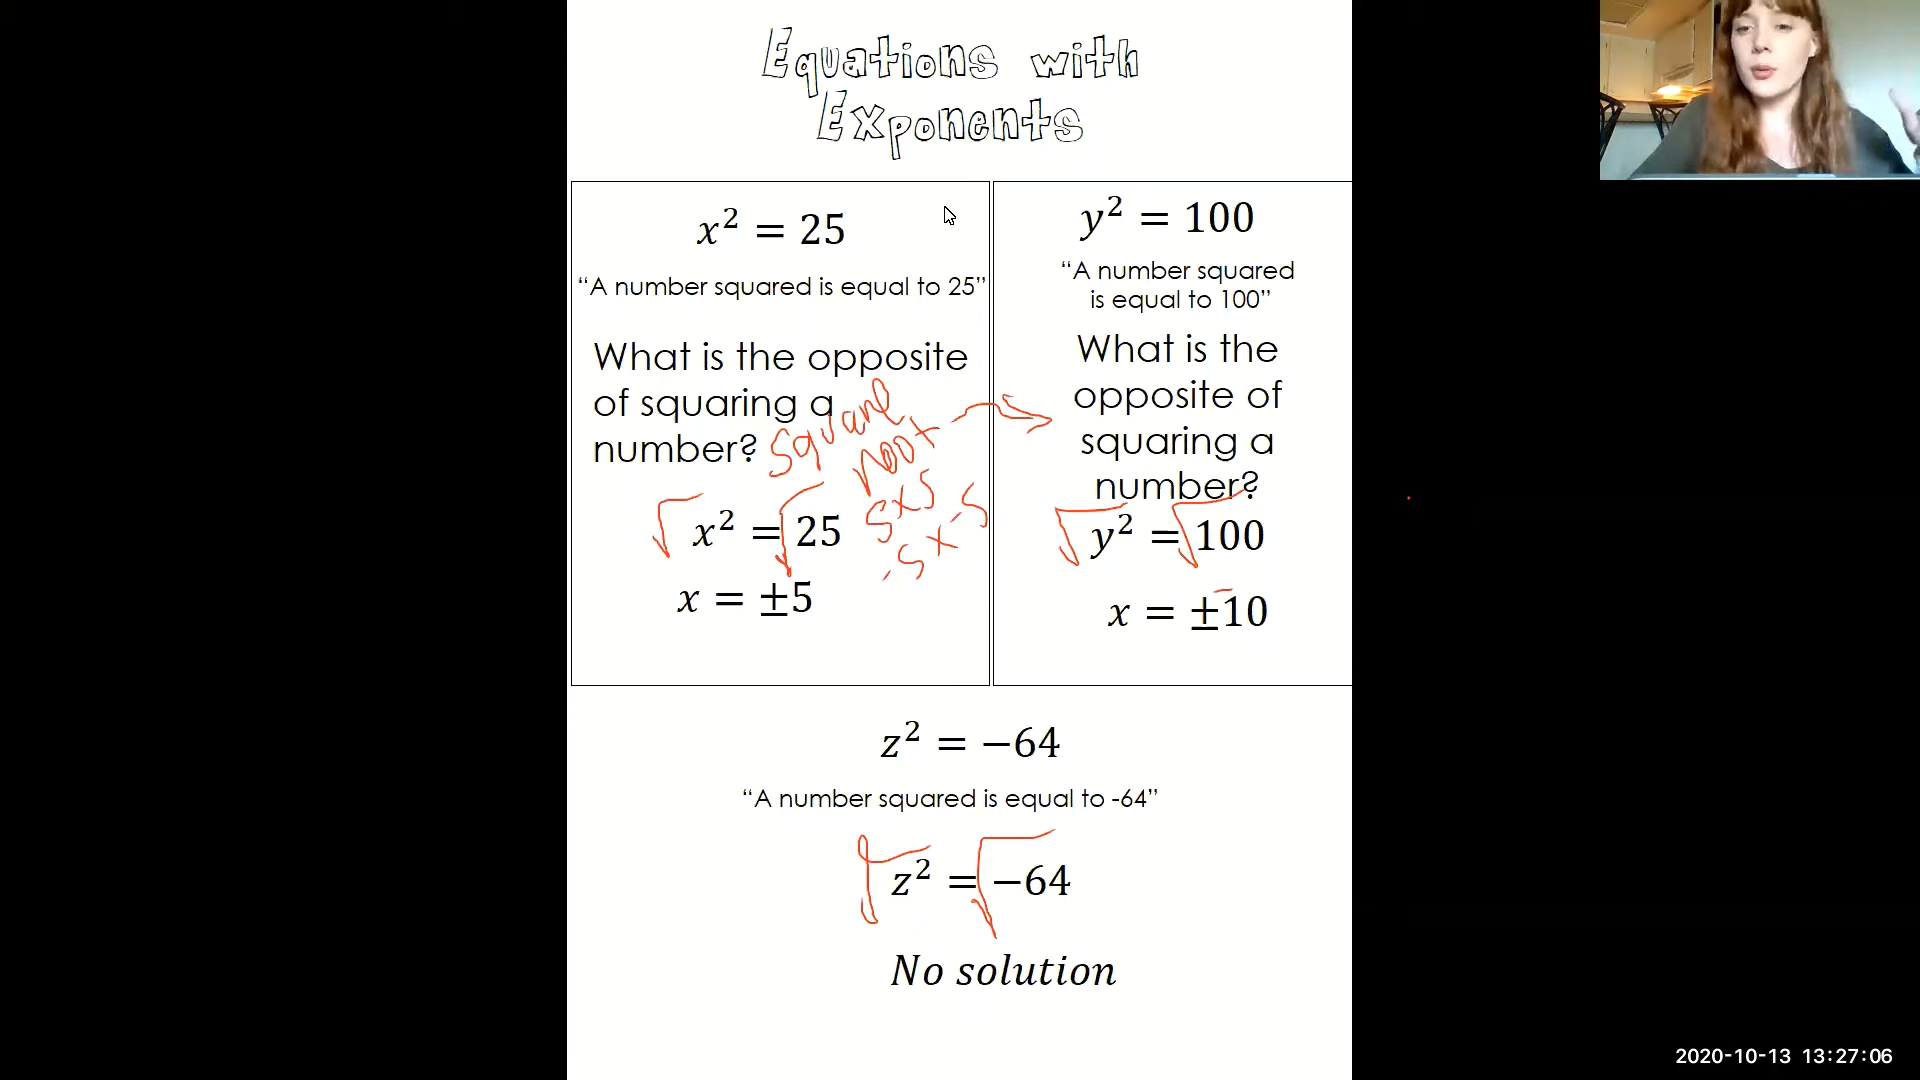 Equations with
Exponents
x² = 25
“A number squared is equal to 25”
What is the opposite
of squaring a
number?
square
root
√x² = √25
5x5
-5x-5
x = ±5
y² = 100
“A number squared
is equal to 100”
What is the
opposite of
squaring a
number?
√y² = √100
x = ±10
z² = −64
“A number squared is equal to -64”
√z² = √−64
No solution
2020-10-13 13:27:06